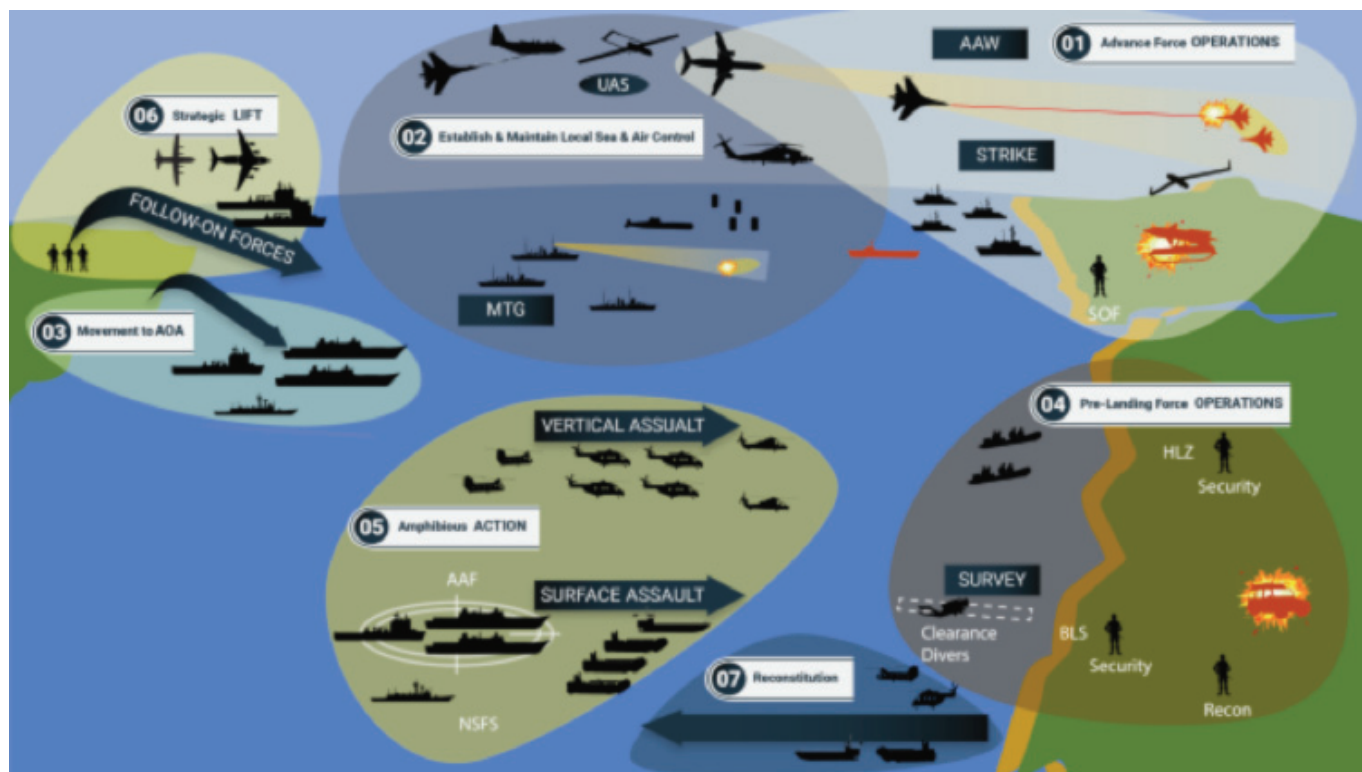 AAW
01 Advance Force OPERATIONS
UAS
06 Strategic LIFT
02 Establish & Maintain Local Sea & Air Control
STRIKE
FOLLOW-ON FORCES
MTG
SOF
03 Movement to AOA
04 Pre-Landing Force OPERATIONS
VERTICAL ASSUALT
HLZ
Security
05 Amphibious ACTION
AAF
SURFACE ASSAULT
SURVEY
Clearance
Divers
BLS
Security
07 Reconstitution
Recon
NSFS